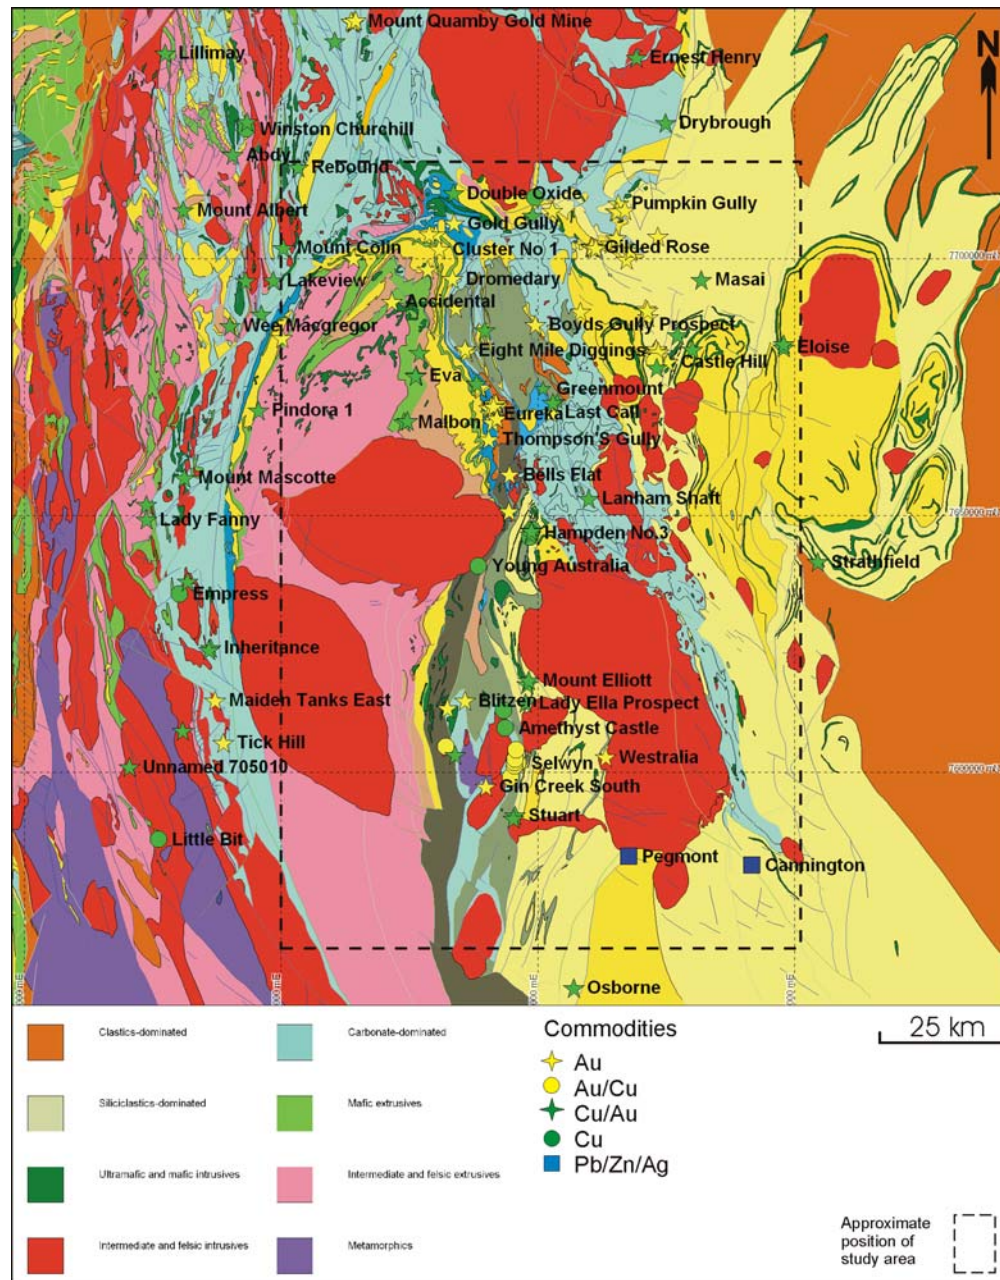 Mount Quamby Gold Mine
N
Lillimay
Ernest Henry
Winston Churchill
Drybrough
Abdy
Rebound
Double Oxide
Mount Albert
Pumpkin Gully
Gold Gully
Mount Colin
Cluster No 1
Gilded Rose
7700000 mN
Lakeview
Dromedary
Masai
Accidental
Wee Macgregor
Boyds Gully Prospect
Eight Mile Diggings
Eloise
Castle Hill
Eva
Greenmount
Pindora 1
Eureka
Last Call
Malbon
Thompson'S Gully
Mount Mascotte
Bells Flat
Lanham Shaft
Lady Fanny
7650000 mN
Hampden No.3
Young Australia
Strathfield
Empress
Inheritance
Mount Elliott
Maiden Tanks East
Blitzen
Lady Ella Prospect
Amethyst Castle
Tick Hill
Selwyn
Westralia
Unnamed 705010
7600000 mN
Gin Creek South
Stuart
Little Bit
Pegmont
Cannington
Osborne
Clastics-dominated
Carbonate-dominated
Commodities
25 km
Au
Siliciclastics-dominated
Mafic extrusives
Au/Cu
Cu/Au
Cu
Ultramafic and mafic intrusives
Intermediate and felsic extrusives
Pb/Zn/Ag
Intermediate and felsic intrusives
Metamorphics
Approximate
position of
study area